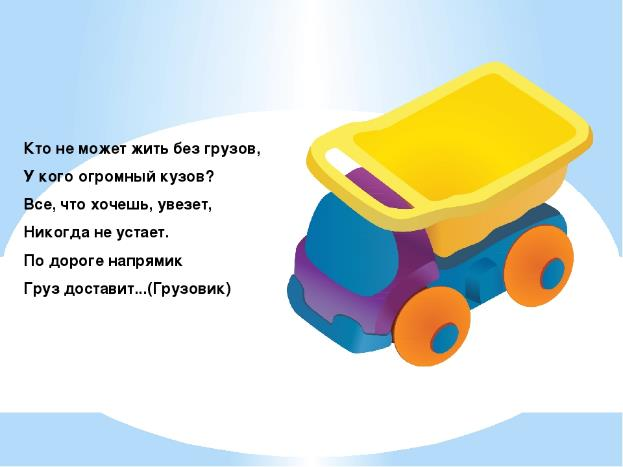 Кто не может жить без грузов,
У кого огромный кузов?
Все, что хочешь, увезет,
Никогда не устает.
По дороге напрямик
Груз доставит...(Грузовик)